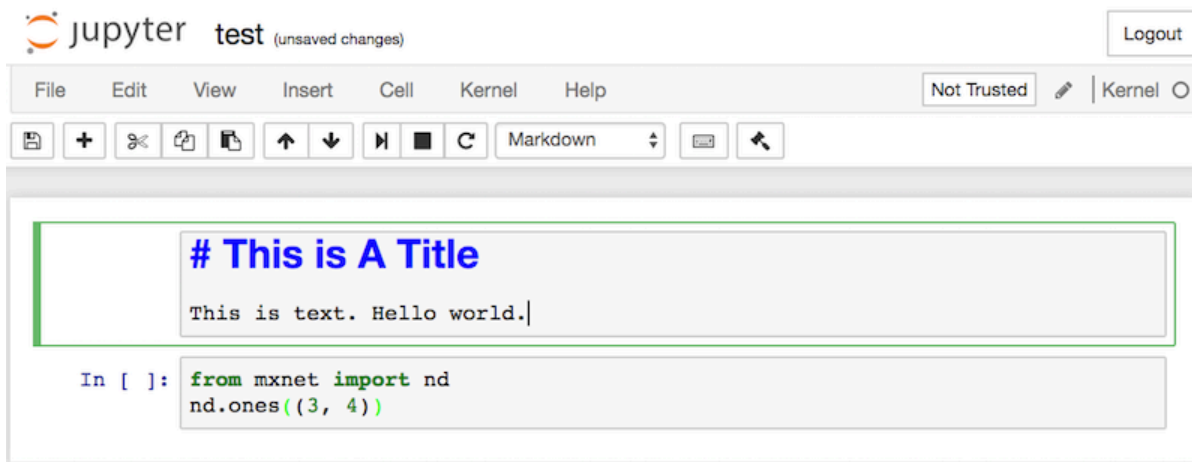 jupyter test (unsaved changes) Logout
File Edit View Insert Cell Kernel Help Not Trusted Kernel
Markdown
# This is A Title
This is text. Hello world.
In [ ]: from mxnet import nd
nd.ones((3, 4))